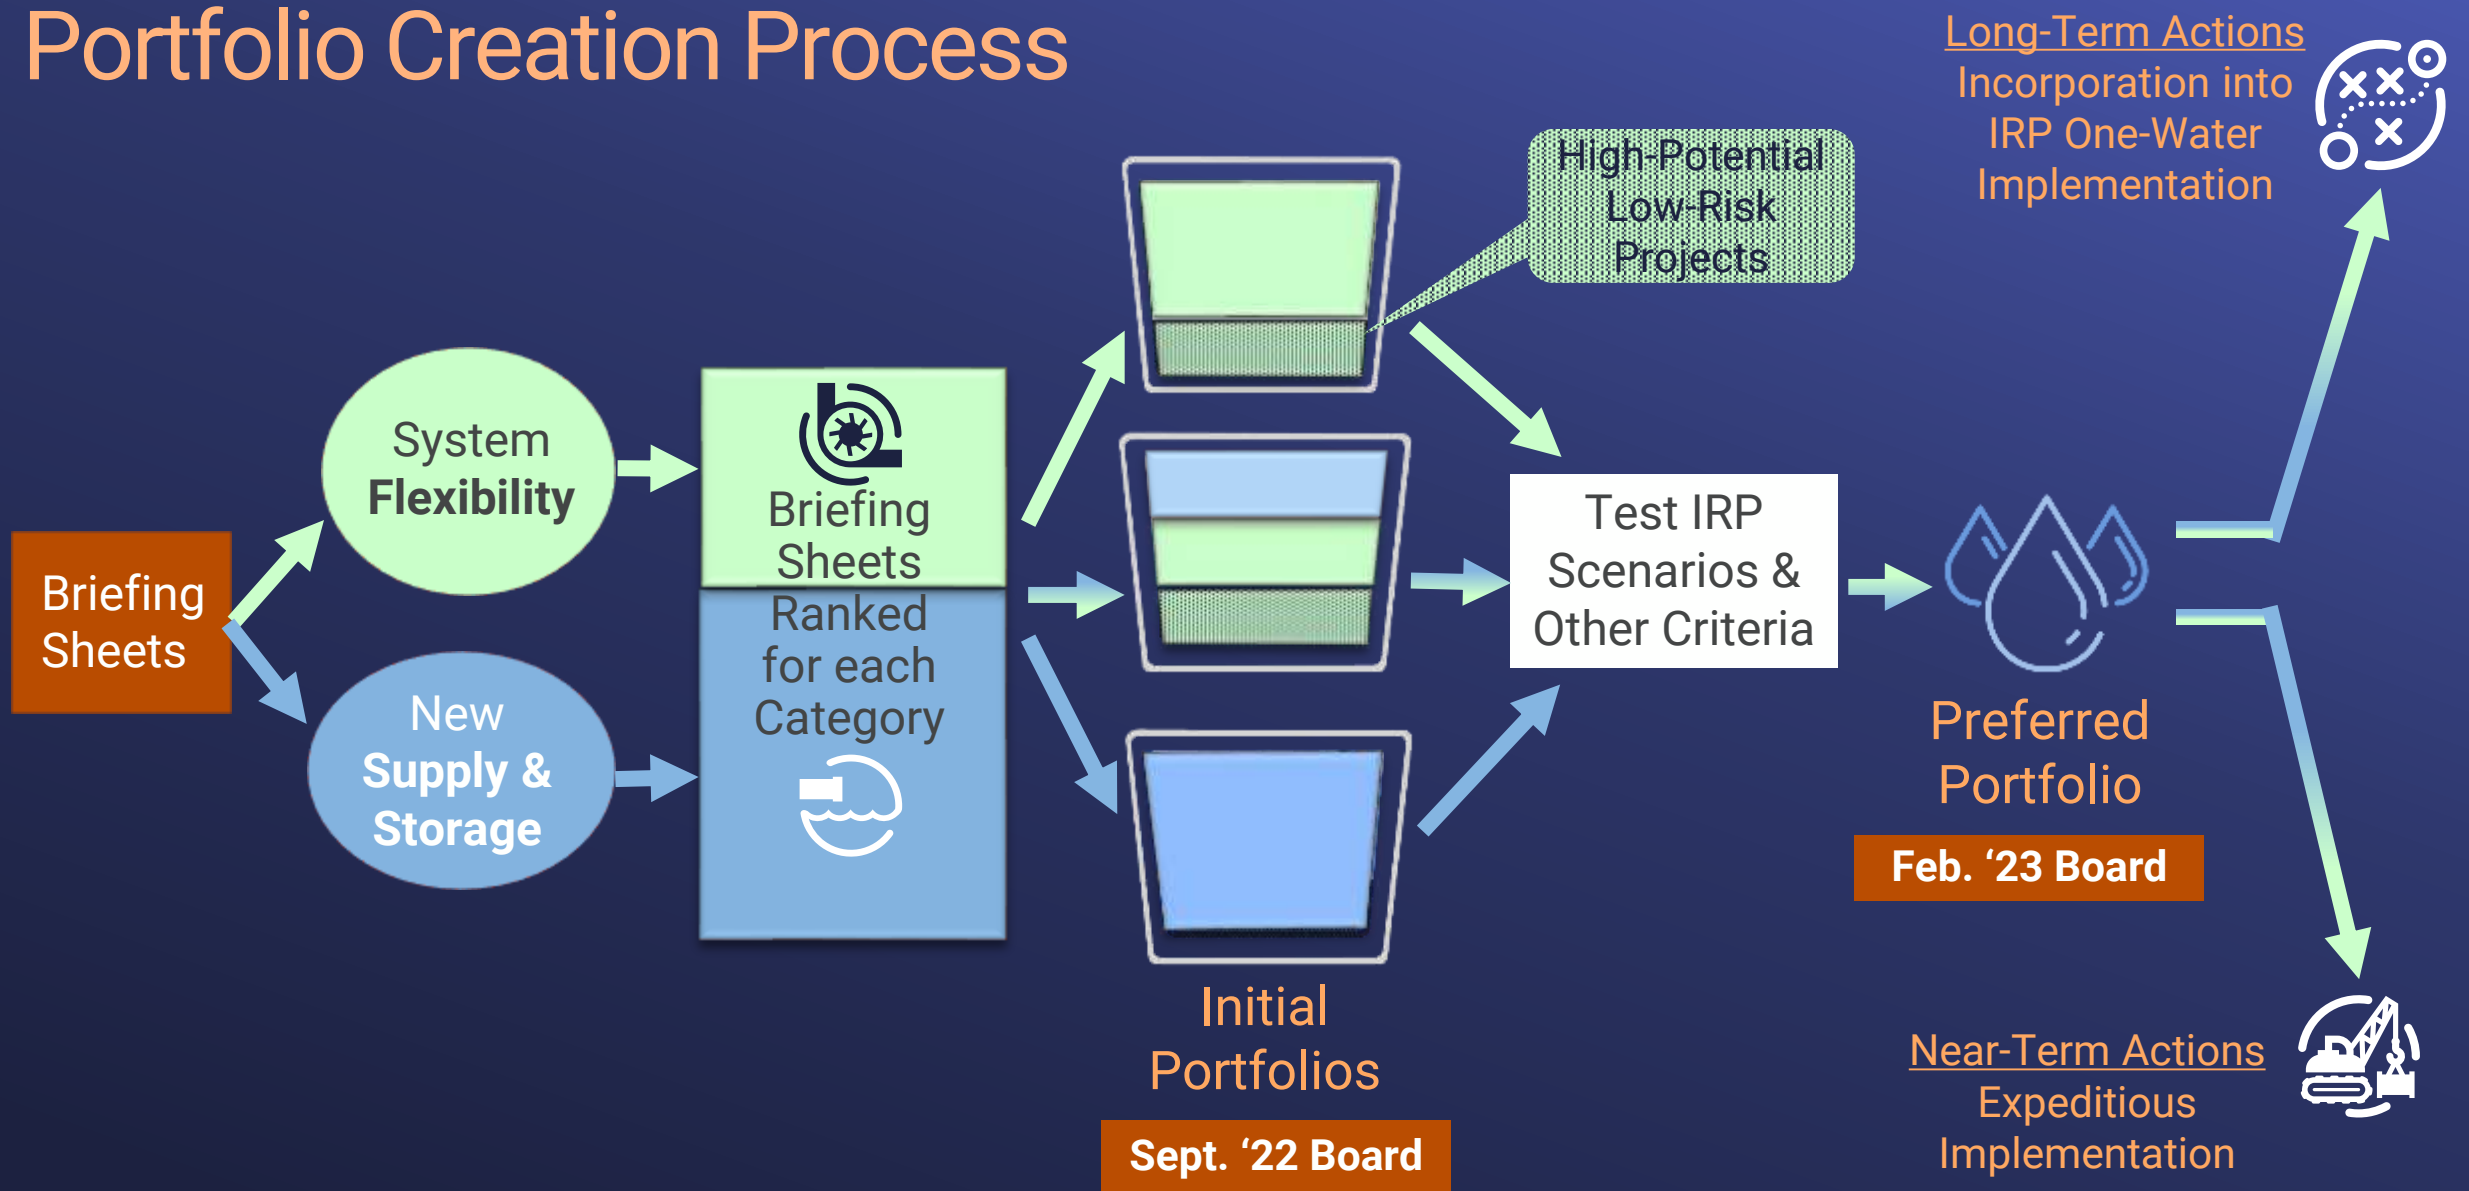 Portfolio Creation Process
Briefing
Sheets
System
Flexibility
New
Supply &
Storage
Briefing
Sheets
Ranked
for each
Category
High-Potential
Low-Risk
Projects
Initial
Portfolios
Sept. ‘22 Board
Test IRP
Scenarios &
Other Criteria
Preferred
Portfolio
Feb. ‘23 Board
Long-Term Actions
Incorporation into
IRP One-Water
Implementation
Near-Term Actions
Expeditious
Implementation